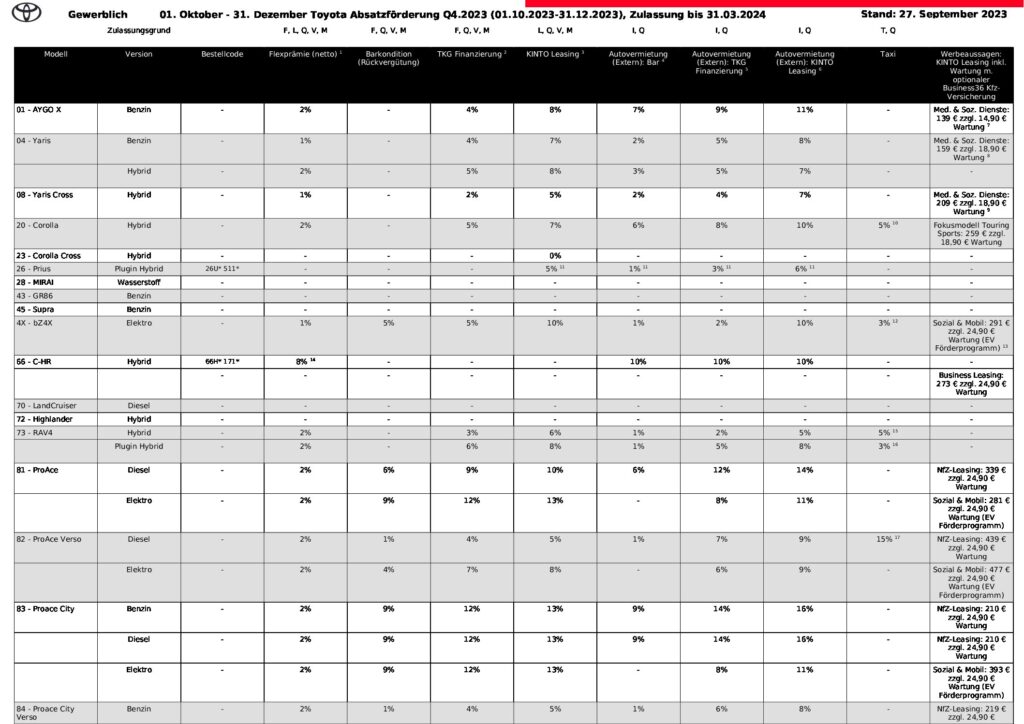 Gewerblich 01. Oktober - 31. Dezember Toyota Absatzförderung Q4.2023 (01.10.2023-31.12.2023), Zulassung bis 31.03.2024 Stand: 27. September 2023
Zulassungsgrund F, L, Q, V, M F, Q, V, M F, Q, V, M L, Q, V, M I, Q I, Q I, Q T, Q
Modell Version Bestellcode Flexprämie (netto) 1 Barkondition (Rückvergütung) TKG Finanzierung 2 KINTO Leasing 3 Autovermietung (Extern): Bar 4 Autovermietung (Extern): TKG Finanzierung 5 Autovermietung (Extern): KINTO Leasing 6 Taxi Werbeaussagen: KINTO Leasing inkl. Wartung m. optionaler Business36 Kfz-Versicherung
01 - AYGO X Benzin - 2% - 4% 8% 7% 9% 11% - Med. & Soz. Dienste: 139 € zzgl. 14,90 € Wartung 7
04 - Yaris Benzin - 1% - 4% 7% 2% 5% 8% - Med. & Soz. Dienste: 159 € zzgl. 18,90 € Wartung 8
Hybrid - 2% - 5% 8% 3% 5% 7% - -
08 - Yaris Cross Hybrid - 1% - 2% 5% 2% 4% 7% - Med. & Soz. Dienste: 209 € zzgl. 18,90 € Wartung 9
20 - Corolla Hybrid - 2% - 5% 7% 6% 8% 10% 5% 10 Fokusmodell Touring Sports: 259 € zzgl. 18,90 € Wartung
23 - Corolla Cross Hybrid - - - - 0% - - - - -
26 - Prius Plugin Hybrid 26U* 511* - - - 5% 11 1% 11 3% 11 6% 11 - -
28 - MIRAI Wasserstoff - - - - - - - - - -
43 - GR86 Benzin - - - - - - - - - -
45 - Supra Benzin - - - - - - - - - -
4X - bZ4X Elektro - 1% 5% 5% 10% 1% 2% 10% 3% 12 Sozial & Mobil: 291 € zzgl. 24,90 € Wartung (EV Förderprogramm) 13
66 - C-HR Hybrid 66H* 171* 8% 14 - - - 10% 10% 10% - -
- - - - - - - - - Business Leasing: 273 € zzgl. 24,90 € Wartung
70 - LandCruiser Diesel - - - - - - - - - -
72 - Highlander Hybrid - - - - - - - - - -
73 - RAV4 Hybrid - 2% - 3% 6% 1% 2% 5% 5% 15 -
Plugin Hybrid - 2% - 6% 8% 1% 5% 8% 3% 16 -
81 - ProAce Diesel - 2% 6% 9% 10% 6% 12% 14% - NfZ-Leasing: 339 € zzgl. 24,90 € Wartung
Elektro - 2% 9% 12% 13% - 8% 11% - Sozial & Mobil: 281 € zzgl. 24,90 € Wartung (EV Förderprogramm)
82 - ProAce Verso Diesel - 2% 1% 4% 5% 1% 7% 9% 15% 17 NfZ-Leasing: 439 € zzgl. 24,90 € Wartung
Elektro - 2% 4% 7% 8% - 6% 9% - Sozial & Mobil: 477 € zzgl. 24,90 € Wartung (EV Förderprogramm)
83 - Proace City Benzin - 2% 9% 12% 13% 9% 14% 16% - NfZ-Leasing: 210 € zzgl. 24,90 € Wartung
Diesel - 2% 9% 12% 13% 9% 14% 16% - NfZ-Leasing: 210 € zzgl. 24,90 € Wartung
Elektro - 2% 9% 12% 13% - 8% 11% - Sozial & Mobil: 393 € zzgl. 24,90 € Wartung (EV Förderprogramm)
84 - Proace City Verso Benzin - 2% 1% 4% 5% 1% 6% 8% - NfZ-Leasing: 219 € zzgl. 24,90 €